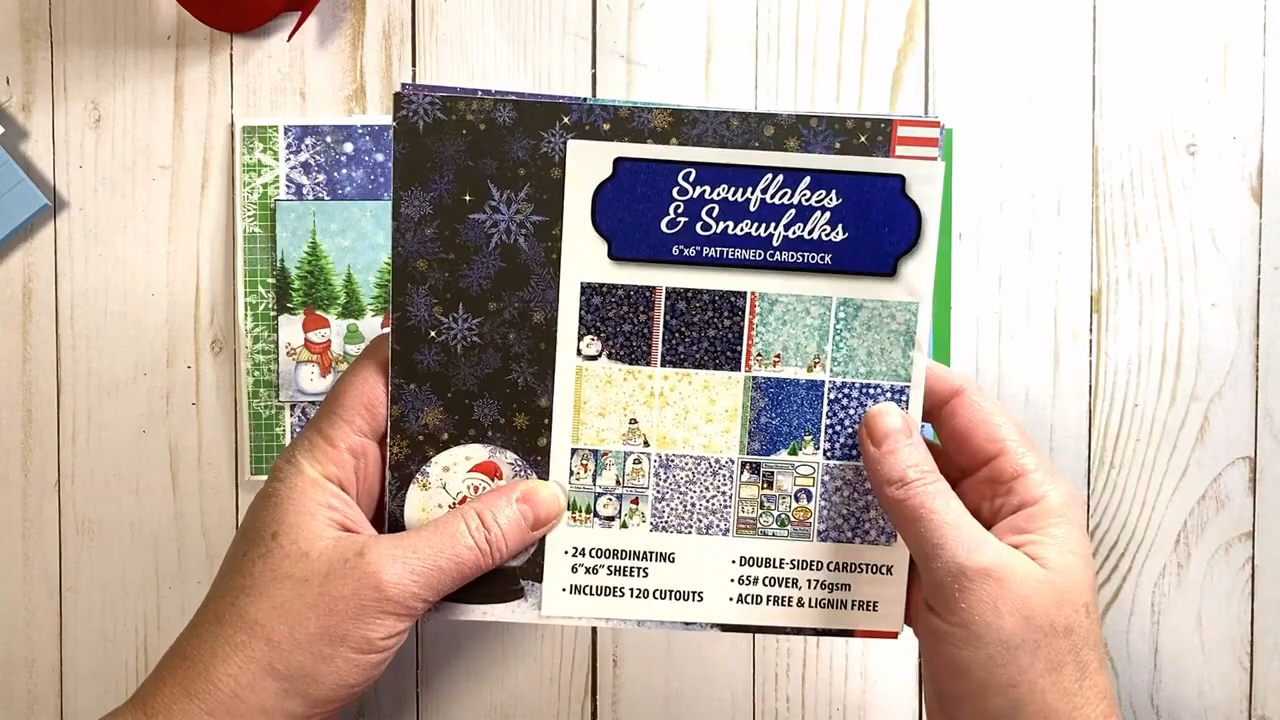 Snowflakes
& Snowfolks
6"x6" PATTERNED CARDSTOCK
• 24 COORDINATING
6"x6" SHEETS
• INCLUDES 120 CUTOUTS
• DOUBLE-SIDED CARDSTOCK
• 65# COVER, 176gsm
• ACID FREE & LIGNIN FREE